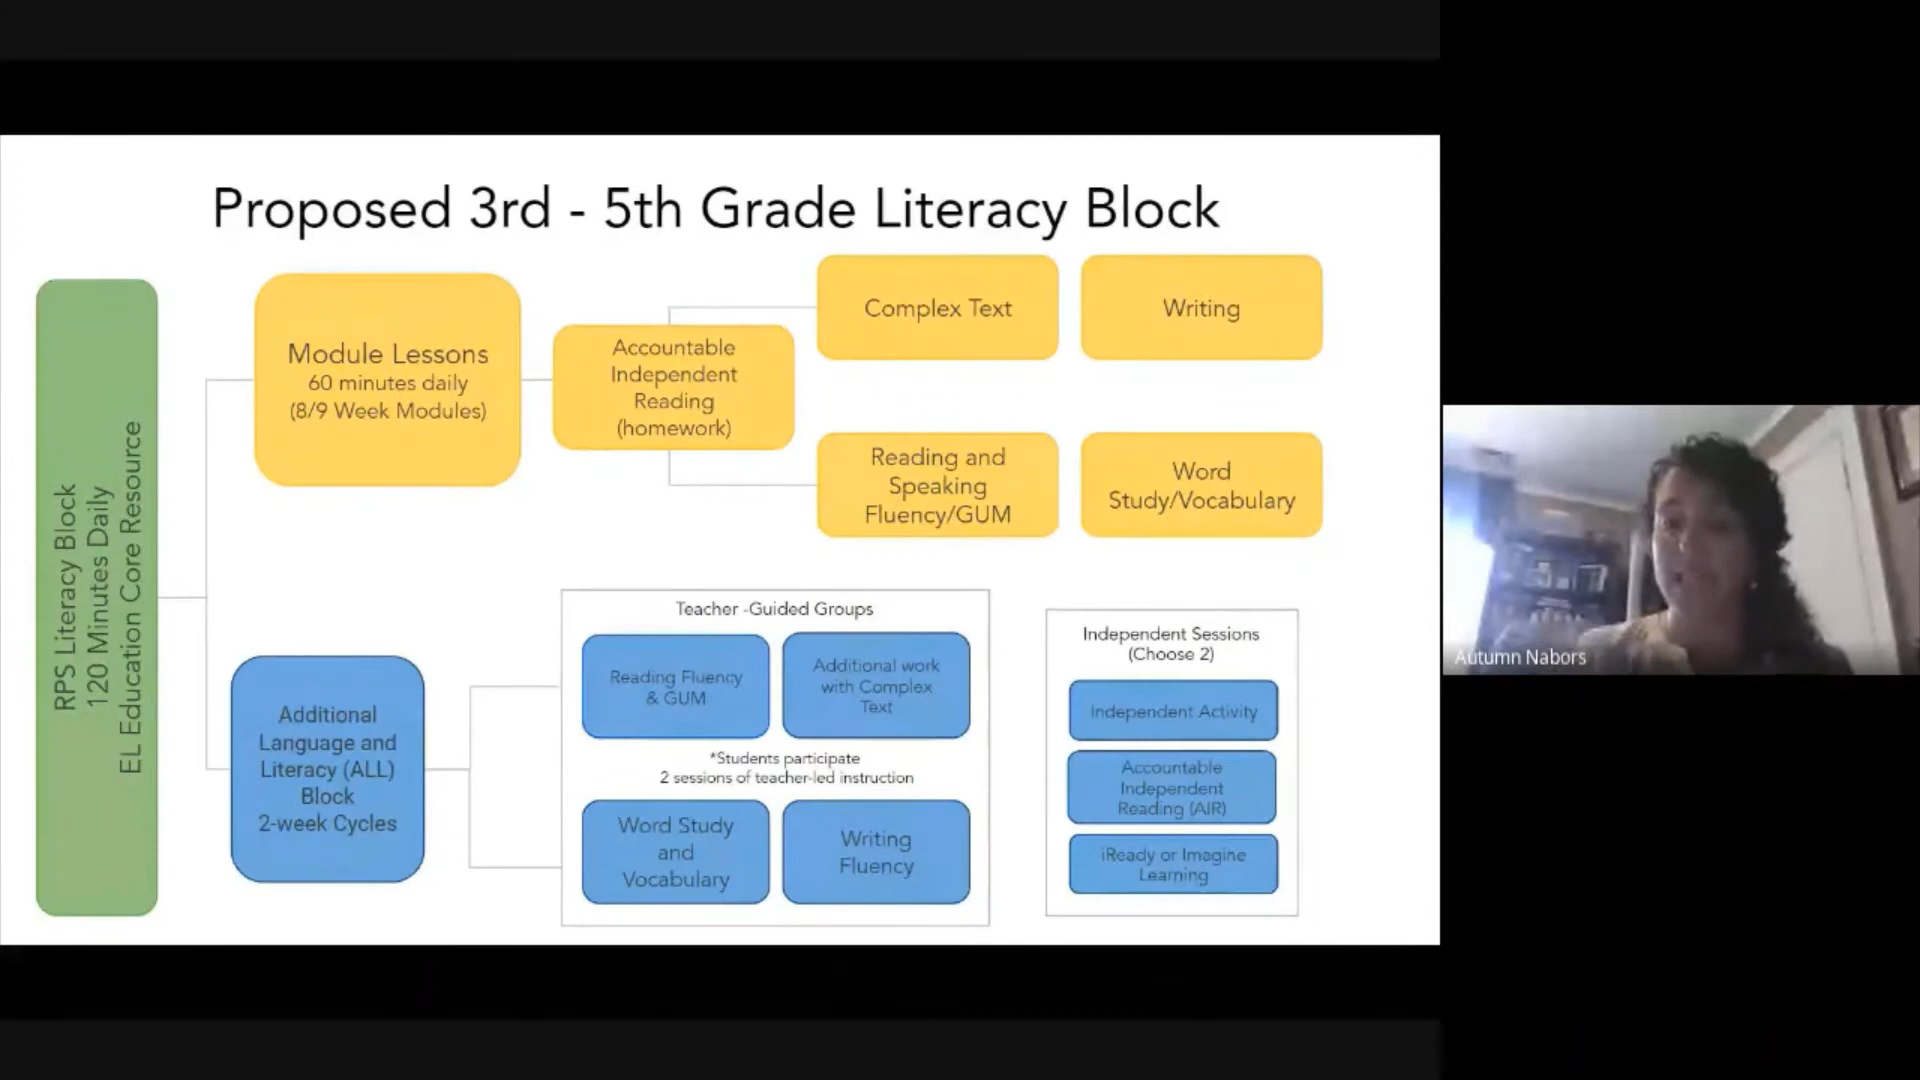 Proposed 3rd - 5th Grade Literacy Block
RPS Literacy Block
120 Minutes Daily
EL Education Core Resource
Module Lessons
60 minutes daily
(8/9 Week Modules)
Accountable
Independent
Reading
(homework)
Complex Text
Writing
Reading and
Speaking
Fluency/GUM
Word
Study/Vocabulary
Additional
Language and
Literacy (ALL)
Block
2-week Cycles
Teacher -Guided Groups
Reading Fluency
& GUM
Additional work
with Complex
Text
*Students participate
2 sessions of teacher-led instruction
Word Study
and
Vocabulary
Writing
Fluency
Independent Sessions
(Choose 2)
Independent Activity
Accountable
Independent
Reading (AIR)
iReady or Imagine
Learning
Autumn Nabors